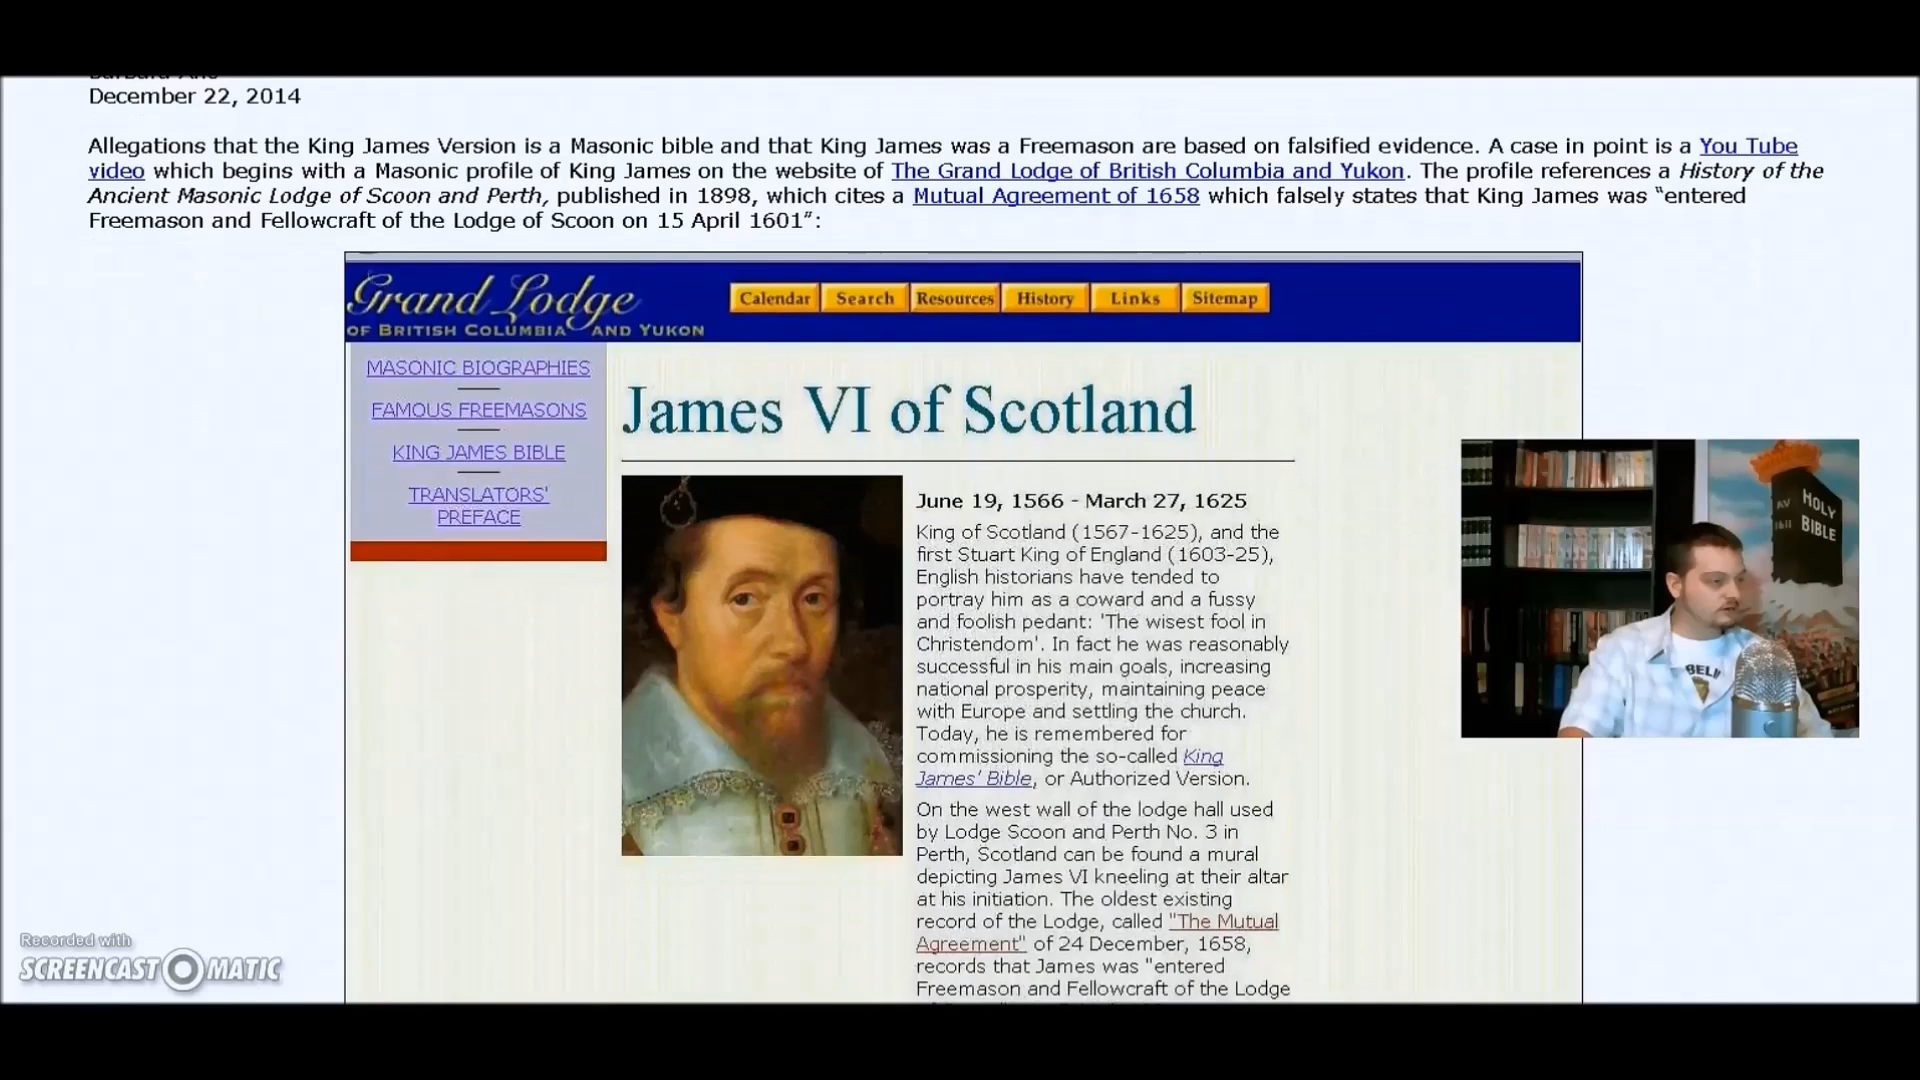 December 22, 2014
Allegations that the King James Version is a Masonic bible and that King James was a Freemason are based on falsified evidence. A case in point is a You Tube
video which begins with a Masonic profile of King James on the website of The Grand Lodge of British Columbia and Yukon. The profile references a History of the
Ancient Masonic Lodge of Scoon and Perth, published in 1898, which cites a Mutual Agreement of 1658 which falsely states that King James was “entered
Freemason and Fellowcraft of the Lodge of Scoon on 15 April 1601”:
Grand Lodge
OF BRITISH COLUMBIA AND YUKON
Calendar Search Resources History Links Sitemap
MASONIC BIOGRAPHIES
FAMOUS FREEMASONS
KING JAMES BIBLE
TRANSLATORS'
PREFACE
James VI of Scotland
June 19, 1566 - March 27, 1625
King of Scotland (1567-1625), and the
first Stuart King of England (1603-25),
English historians have tended to
portray him as a coward and a fussy
and foolish pedant: 'The wisest fool in
Christendom'. In fact he was reasonably
successful in his main goals, increasing
national prosperity, maintaining peace
with Europe and settling the church.
Today, he is remembered for
commissioning the so-called King
James' Bible, or Authorized Version.
On the west wall of the lodge hall used
by Lodge Scoon and Perth No. 3 in
Perth, Scotland can be found a mural
depicting James VI kneeling at their altar
at his initiation. The oldest existing
record of the Lodge, called "The Mutual
Agreement" of 24 December, 1658,
records that James was "entered
Freemason and Fellowcraft of the Lodge
AV
1611
HOLY
BIBLE
Recorded with
SCREENCAST O MATIC